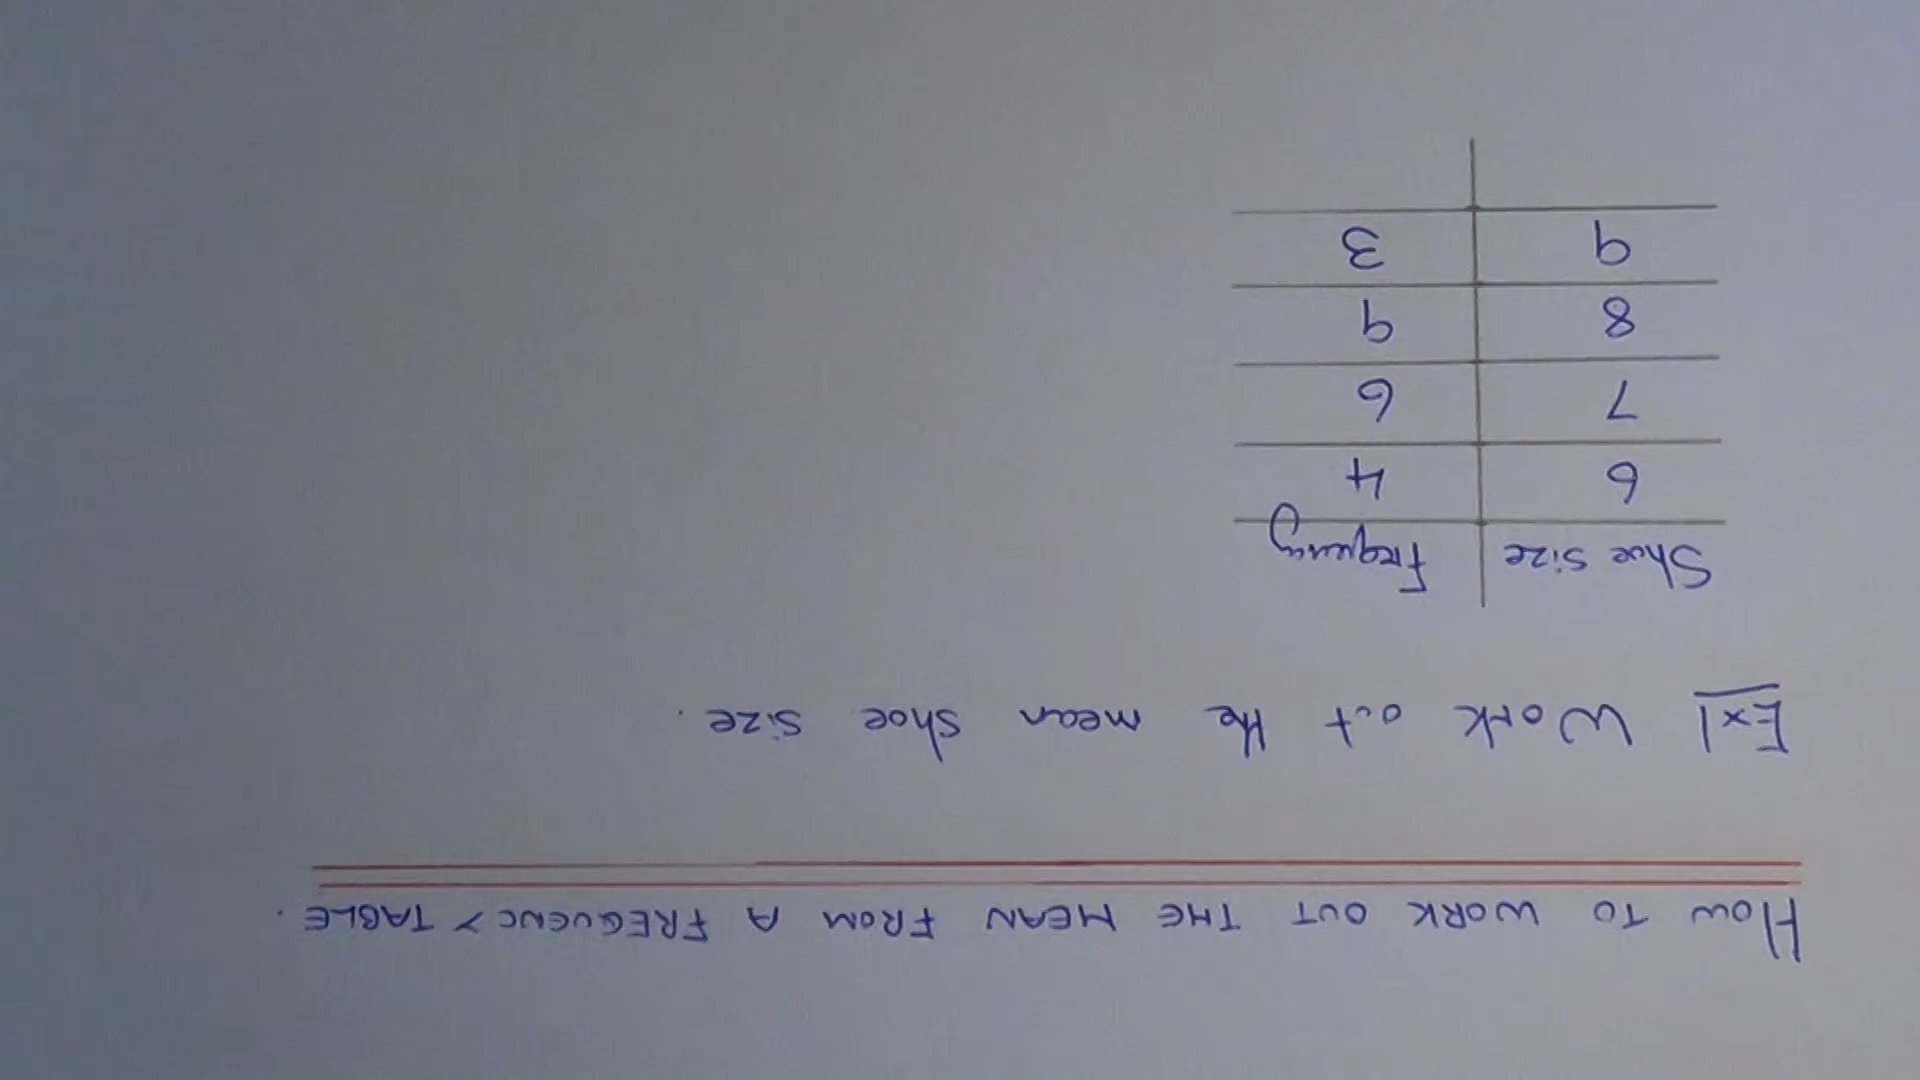 HOW TO WORK OUT THE MEAN FROM A FREQUENCY TABLE.
Ex1 Work out the mean shoe size.
Shoe Size Frequency
6 4
7 6
8 9
9 3